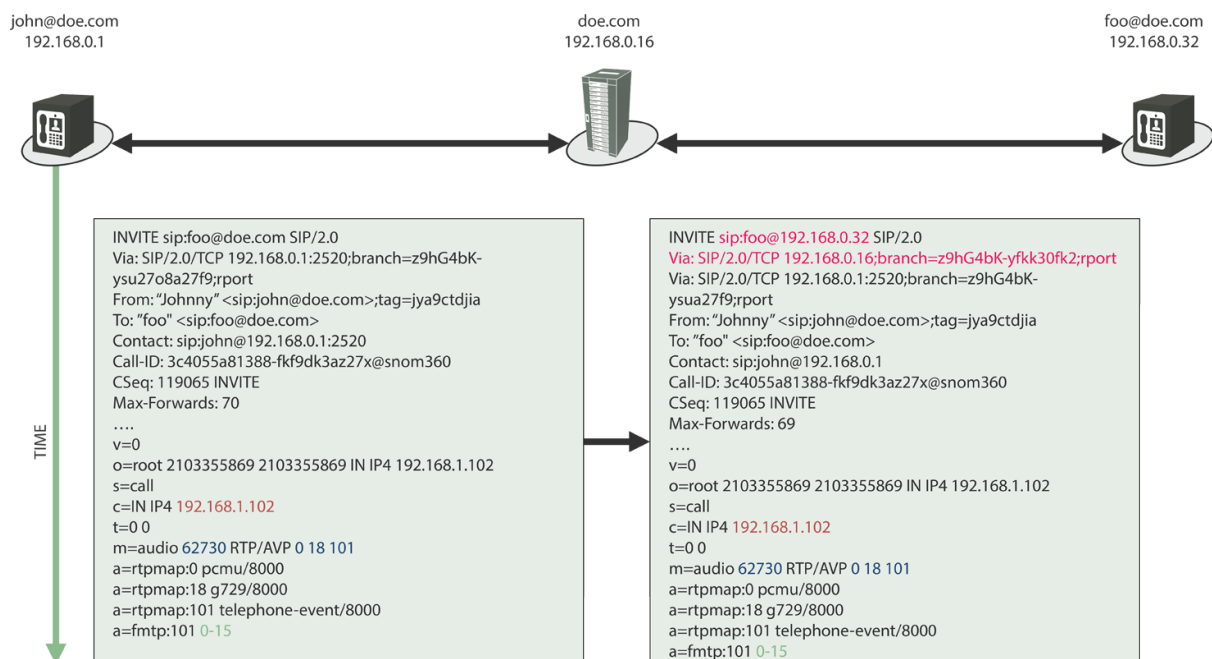 john@doe.com
192.168.0.1
doe.com
192.168.0.16
foo@doe.com
192.168.0.32
TIME
INVITE sip:foo@doe.com SIP/2.0
Via: SIP/2.0/TCP 192.168.0.1:2520;branch=z9hG4bK-
ysu27o8a27f9;rport
From: “Johnny” <sip:john@doe.com>;tag=jya9ctdjia
To: ”foo" <sip:foo@doe.com>
Contact: sip:john@192.168.0.1:2520
Call-ID: 3c4055a81388-fkf9dk3az27x@snom360
CSeq: 119065 INVITE
Max-Forwards: 70
….
v=0
o=root 2103355869 2103355869 IN IP4 192.168.1.102
s=call
c=IN IP4 192.168.1.102
t=0 0
m=audio 62730 RTP/AVP 0 18 101
a=rtpmap:0 pcmu/8000
a=rtpmap:18 g729/8000
a=rtpmap:101 telephone-event/8000
a=fmtp:101 0-15
INVITE sip:foo@192.168.0.32 SIP/2.0
Via: SIP/2.0/TCP 192.168.0.16;branch=z9hG4bK-yfkk30fk2;rport
Via: SIP/2.0/TCP 192.168.0.1:2520;branch=z9hG4bK-
ysua27f9;rport
From: “Johnny” <sip:john@doe.com>;tag=jya9ctdjia
To: ”foo" <sip:foo@doe.com>
Contact: sip:john@192.168.0.1
Call-ID: 3c4055a81388-fkf9dk3az27x@snom360
CSeq: 119065 INVITE
Max-Forwards: 69
….
v=0
o=root 2103355869 2103355869 IN IP4 192.168.1.102
s=call
c=IN IP4 192.168.1.102
t=0 0
m=audio 62730 RTP/AVP 0 18 101
a=rtpmap:0 pcmu/8000
a=rtpmap:18 g729/8000
a=rtpmap:101 telephone-event/8000
a=fmtp:101 0-15